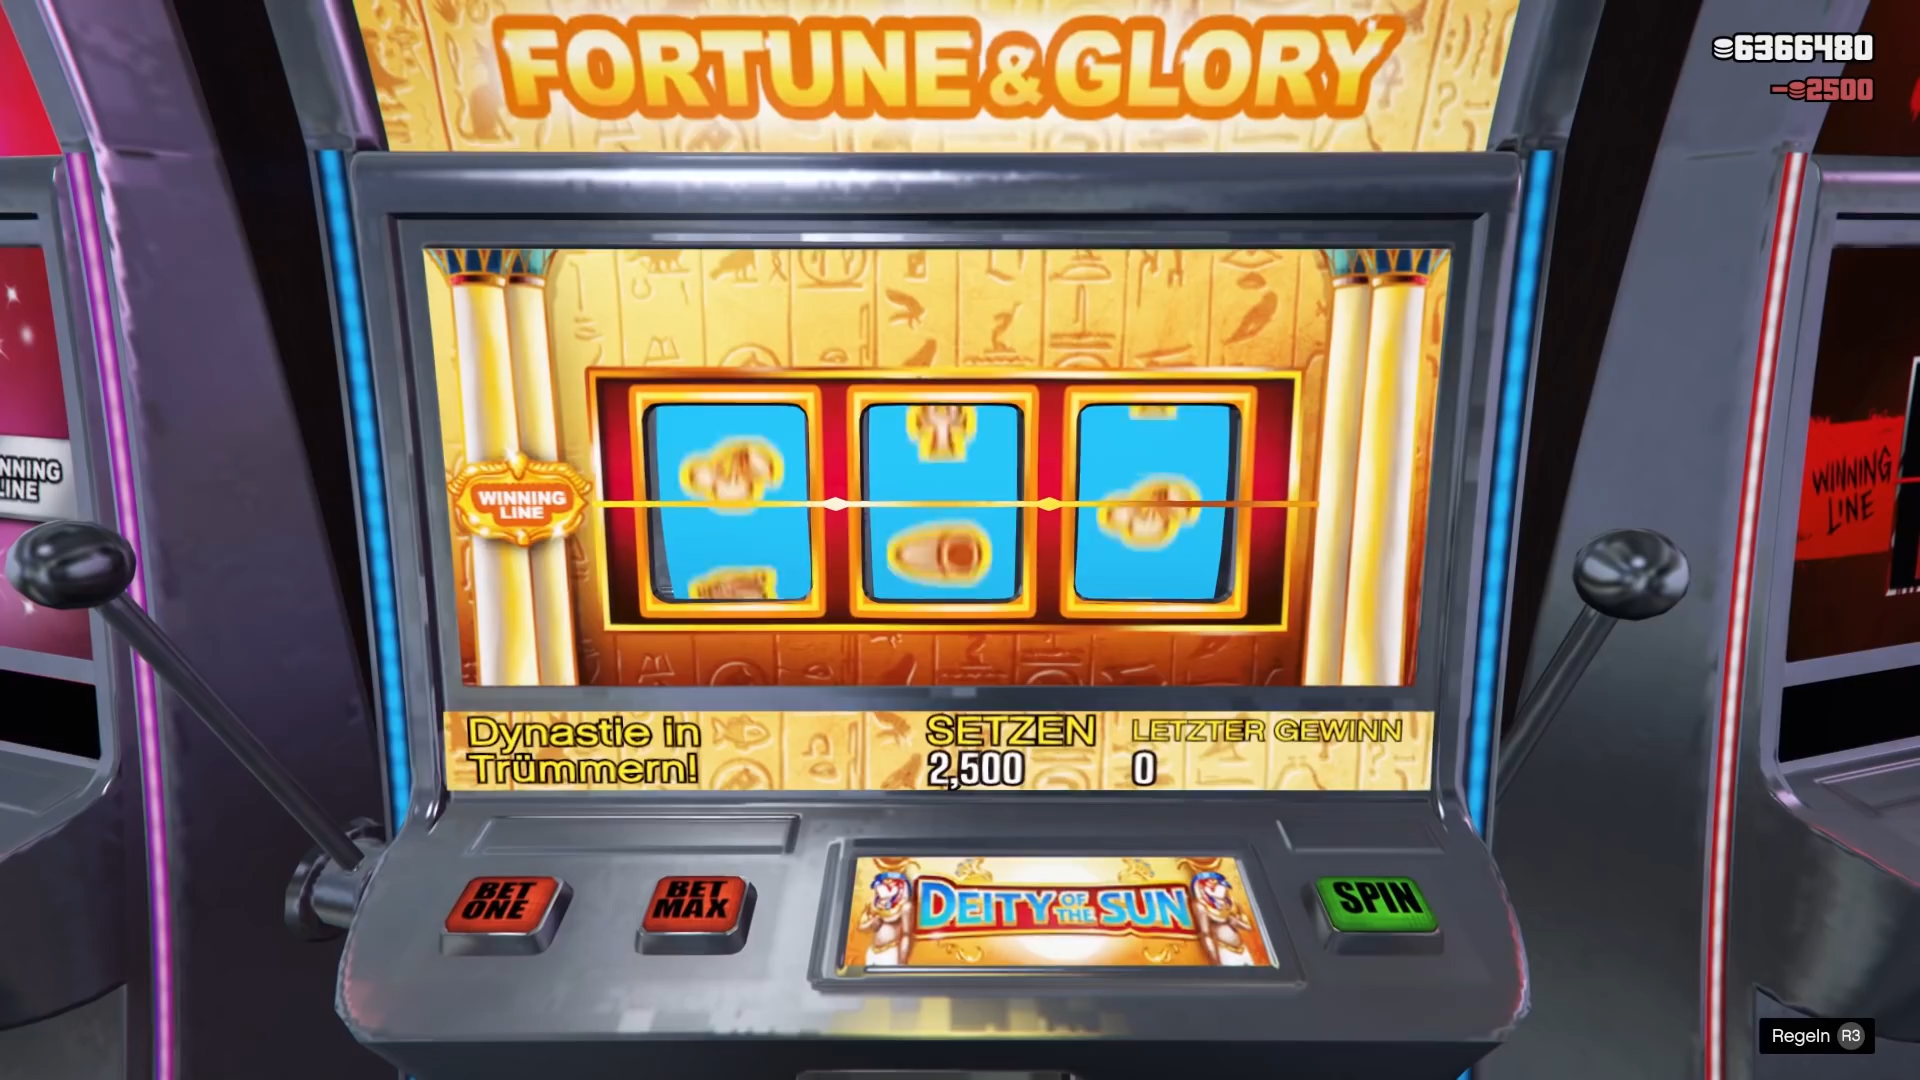 FORTUNE & GLORY
6366480
-2500
WINNING
LINE
NNING
LINE
WINNING
LINE
Dynastie in
Trümmern!
SETZEN
2,500
LETZTER GEWINN
0
BET
ONE
BET
MAX
DEITY OF THE SUN
SPIN
Regeln R3